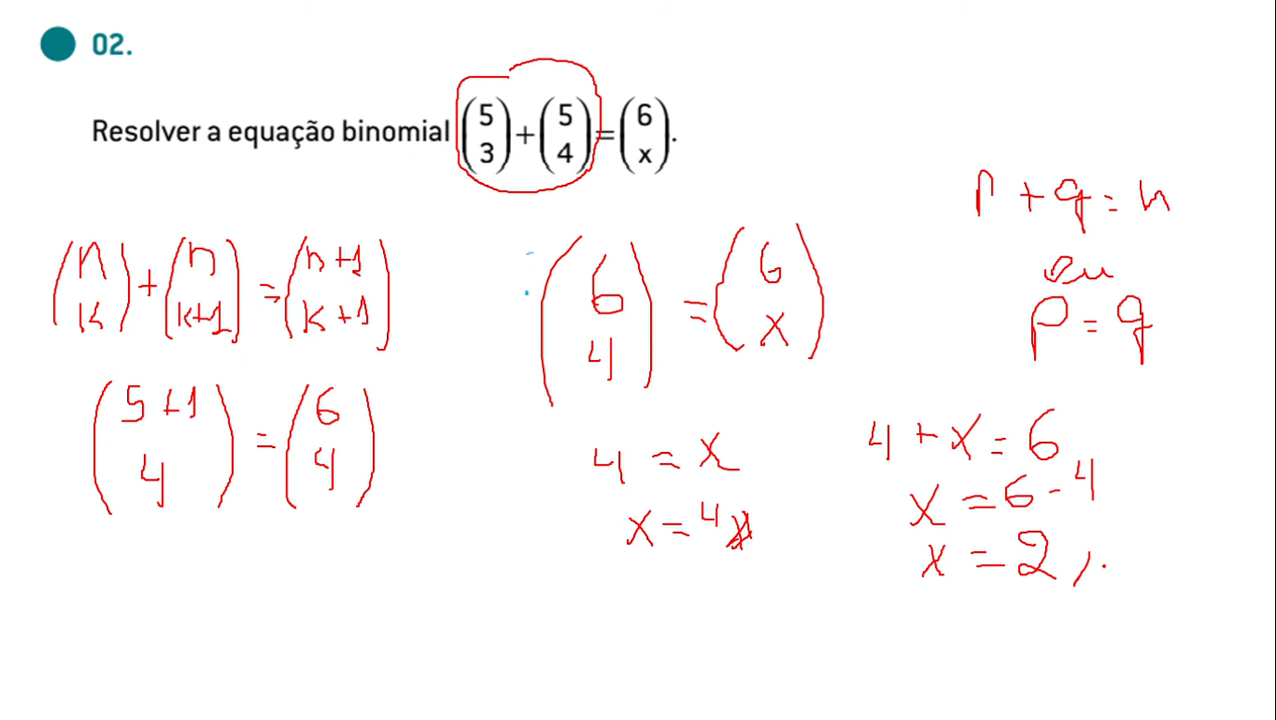 02.
Resolver a equação binomial (5 3) + (5 4) = (6 x).
(n k) + (n k+1) = (n+1 k+1)
(5+1 4) = (6 4)
(6 4) = (6 x)
4 = x
x = 4
p + q = n
ou
p = q
4 + x = 6
x = 6 - 4
x = 2